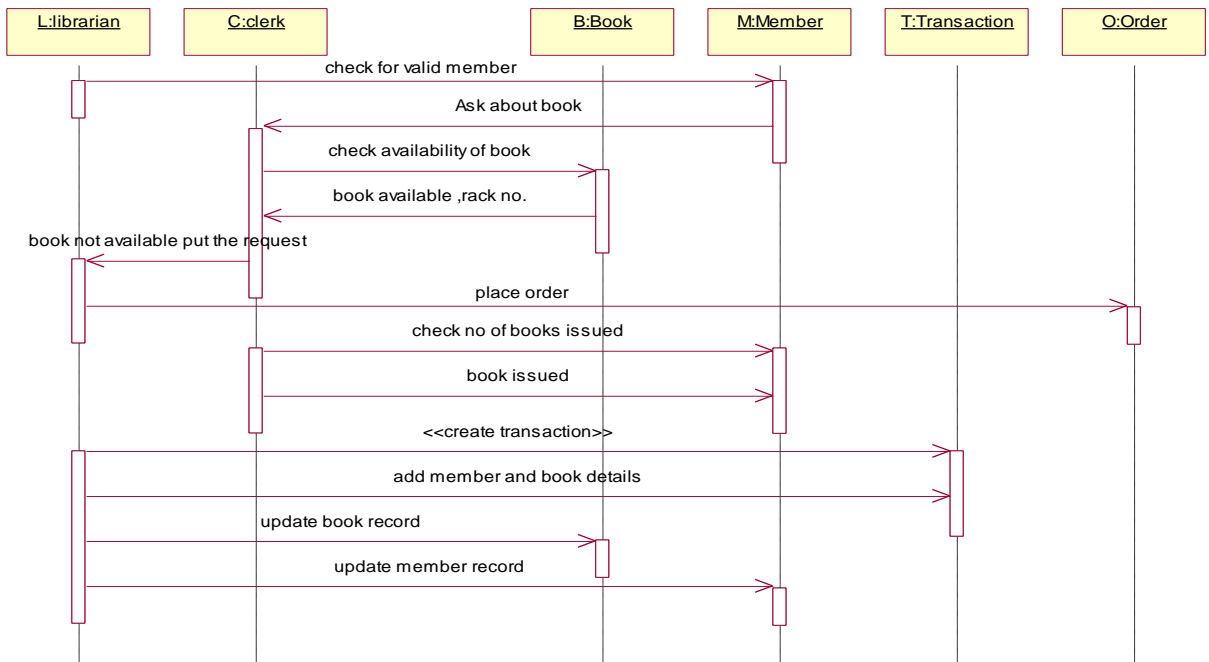 L:librarian
C:clerk
B:Book
M:Member
T:Transaction
O:Order
check for valid member
Ask about book
check availability of book
book available ,rack no.
book not available put the request
place order
check no of books issued
book issued
<<create transaction>>
add member and book details
update book record
update member record